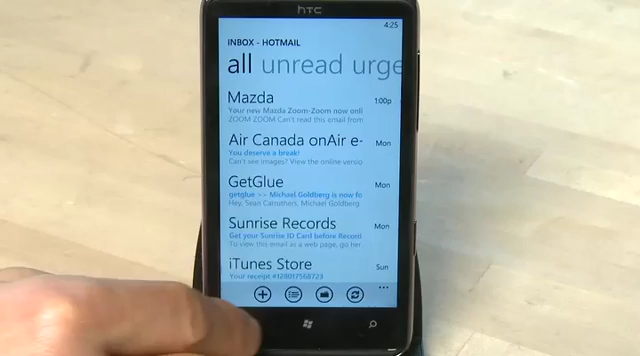 hTC
4:25
INBOX - HOTMAIL
all unread urge
Mazda 1:00p
Your new Mazda Zoom-Zoom now onli
ZOOM ZOOM Can't read this email from
Air Canada onAir e- Mon
You deserve a break!
Can't see images? View the online versio
GetGlue Mon
getglue >> Michael Goldberg is now fo
Hey, Sean Carruthers, Michael Goldberg
Sunrise Records Mon
Get your Sunrise ID Card before Record
To view this email as a web page, go her
iTunes Store Sun
Your receipt #128017568723